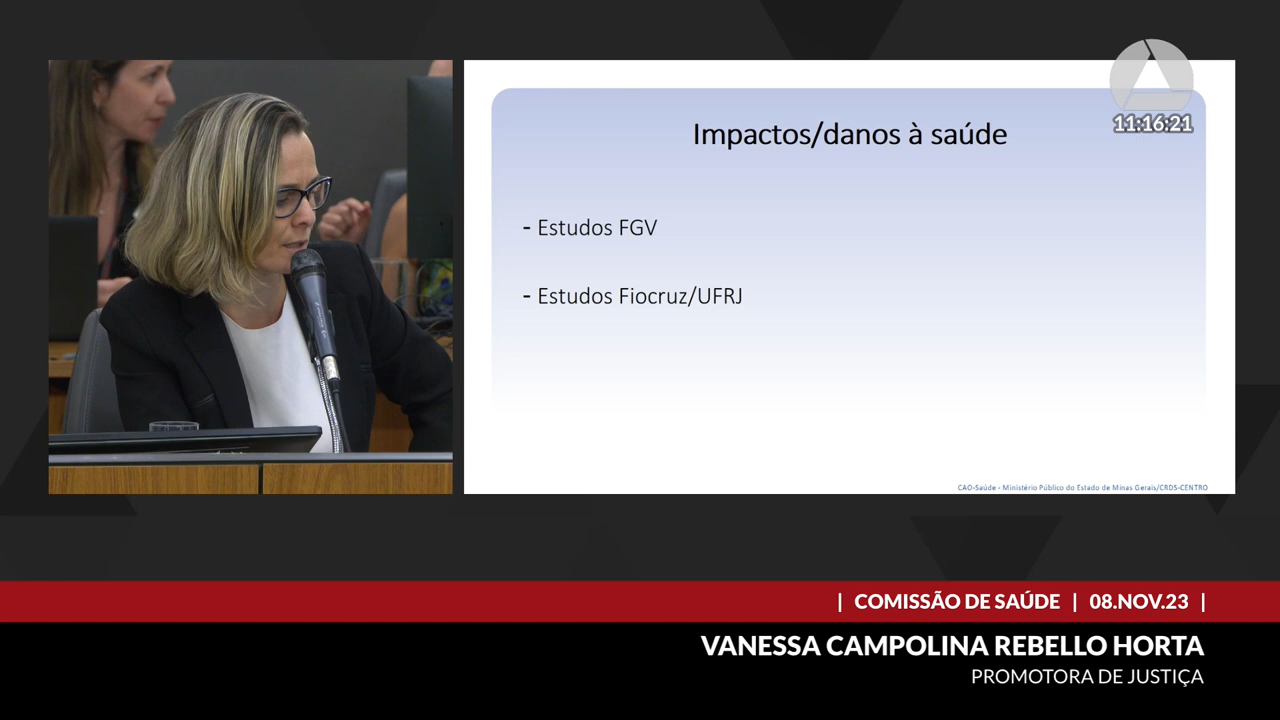 11:16:21
Impactos/danos à saúde
- Estudos FGV
- Estudos Fiocruz/UFRJ
CAO-Saúde - Ministério Público do Estado de Minas Gerais/CRDS-CENTRO
| COMISSÃO DE SAÚDE | 08.NOV.23 |
VANESSA CAMPOLINA REBELLO HORTA
PROMOTORA DE JUSTIÇA